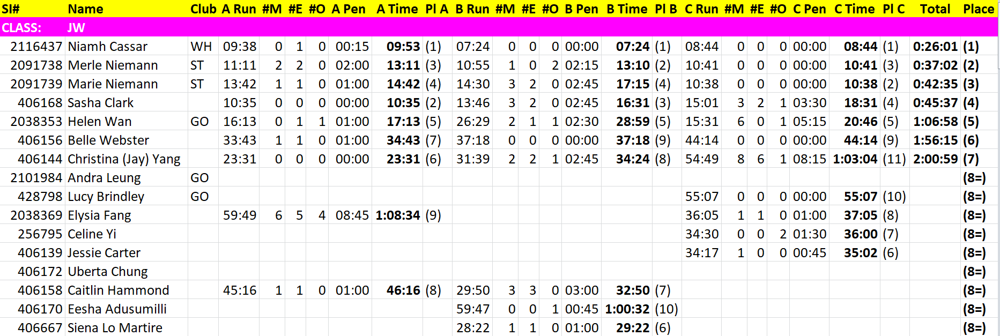 SI# Name Club A Run #M #E #O A Pen A Time Pl A B Run #M #E #O B Pen B Time Pl B C Run #M #E #O C Pen C Time Pl C Total Place
CLASS: JW
2116437 Niamh Cassar WH 09:38 0 1 0 00:15 09:53 (1) 07:24 0 0 0 00:00 07:24 (1) 08:44 0 0 0 00:00 08:44 (1) 0:26:01 (1)
2091738 Merle Niemann ST 11:11 2 2 0 02:00 13:11 (3) 10:55 1 0 2 02:15 13:10 (2) 10:41 0 0 0 00:00 10:41 (3) 0:37:02 (2)
2091739 Marie Niemann ST 13:42 1 1 0 01:00 14:42 (4) 14:30 3 2 0 02:45 17:15 (4) 10:38 0 0 0 00:00 10:38 (2) 0:42:35 (3)
406168 Sasha Clark 10:35 0 0 0 00:00 10:35 (2) 13:46 3 2 0 02:45 16:31 (3) 15:01 3 2 1 03:30 18:31 (4) 0:45:37 (4)
2038353 Helen Wan GO 16:13 0 1 1 01:00 17:13 (5) 26:29 2 1 1 02:30 28:59 (5) 15:31 6 0 1 05:15 20:46 (5) 1:06:58 (5)
406156 Belle Webster 33:43 1 1 0 01:00 34:43 (7) 37:18 0 0 0 00:00 37:18 (9) 44:14 0 0 0 00:00 44:14 (9) 1:56:15 (6)
406144 Christina (Jay) Yang 23:31 0 0 0 00:00 23:31 (6) 31:39 2 2 1 02:45 34:24 (8) 54:49 8 6 1 08:15 1:03:04 (11) 2:00:59 (7)
2101984 Andra Leung GO (8=)
428798 Lucy Brindley GO 55:07 0 0 0 00:00 55:07 (10) (8=)
2038369 Elysia Fang 59:49 6 5 4 08:45 1:08:34 (9) 36:05 1 1 0 01:00 37:05 (8) (8=)
256795 Celine Yi 34:30 0 0 2 01:30 36:00 (7) (8=)
406139 Jessie Carter 34:17 1 0 0 00:45 35:02 (6) (8=)
406172 Uberta Chung (8=)
406158 Caitlin Hammond 45:16 1 1 0 01:00 46:16 (8) 29:50 3 3 0 03:00 32:50 (7) (8=)
406170 Eesha Adusumilli 59:47 0 0 1 00:45 1:00:32 (10) (8=)
406667 Siena Lo Martire 28:22 1 1 0 01:00 29:22 (6) (8=)